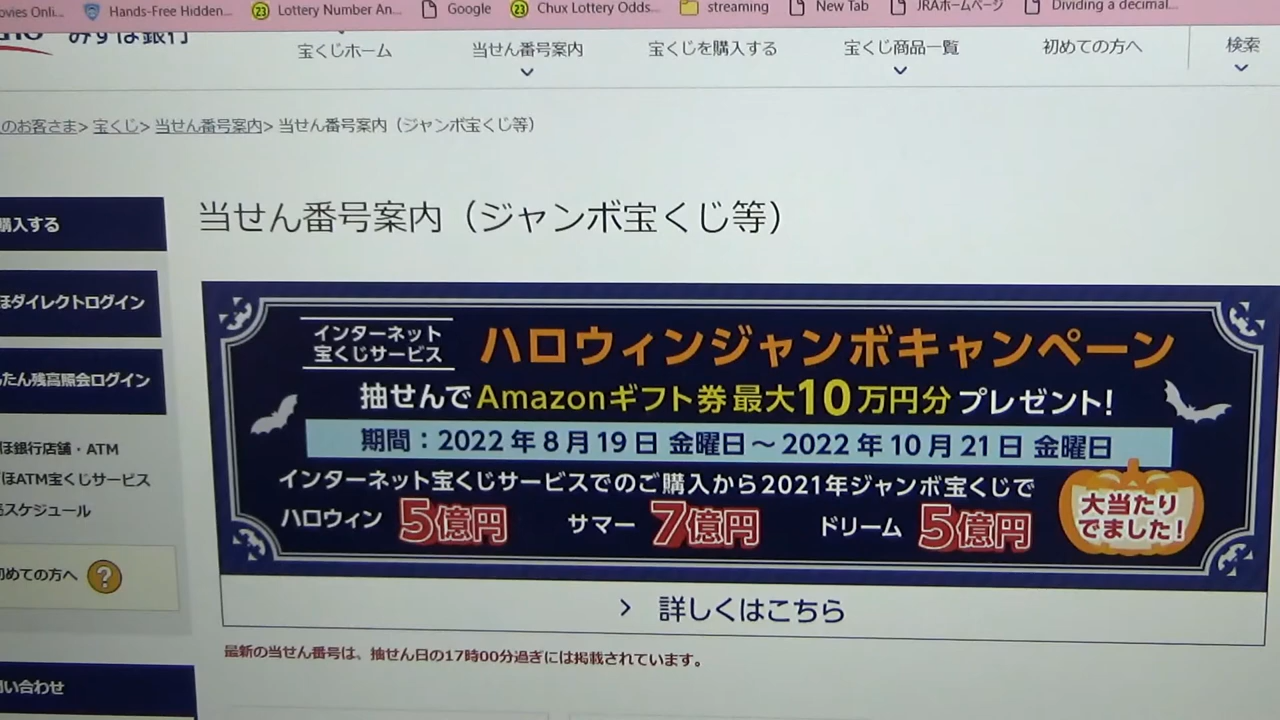 Hands-Free Hidden...
Lottery Number An...
Google
Chux Lottery Odds...
streaming
New Tab
JRAホームページ
Dividing a decimal...
みずほ銀行
宝くじホーム
当せん番号案内
宝くじを購入する
宝くじ商品一覧
初めての方へ
検索
のお客さま> 宝くじ> 当せん番号案内> 当せん番号案内（ジャンボ宝くじ等）
当せん番号案内（ジャンボ宝くじ等）
購入する
ほダイレクトログイン
たん残高照会ログイン
ほ銀行店舗・ATM
ほATM宝くじサービス
スケジュール
初めての方へ ?
い合わせ
インターネット
宝くじサービス
ハロウィンジャンボキャンペーン
抽せんでAmazonギフト券最大10万円分プレゼント!
期間：2022年8月19日 金曜日～2022年10月21日 金曜日
インターネット宝くじサービスでのご購入から2021年ジャンボ宝くじで
ハロウィン 5億円 サマー 7億円 ドリーム 5億円
大当たり
でました!
> 詳しくはこちら
最新の当せん番号は、抽せん日の17時00分過ぎには掲載されています。